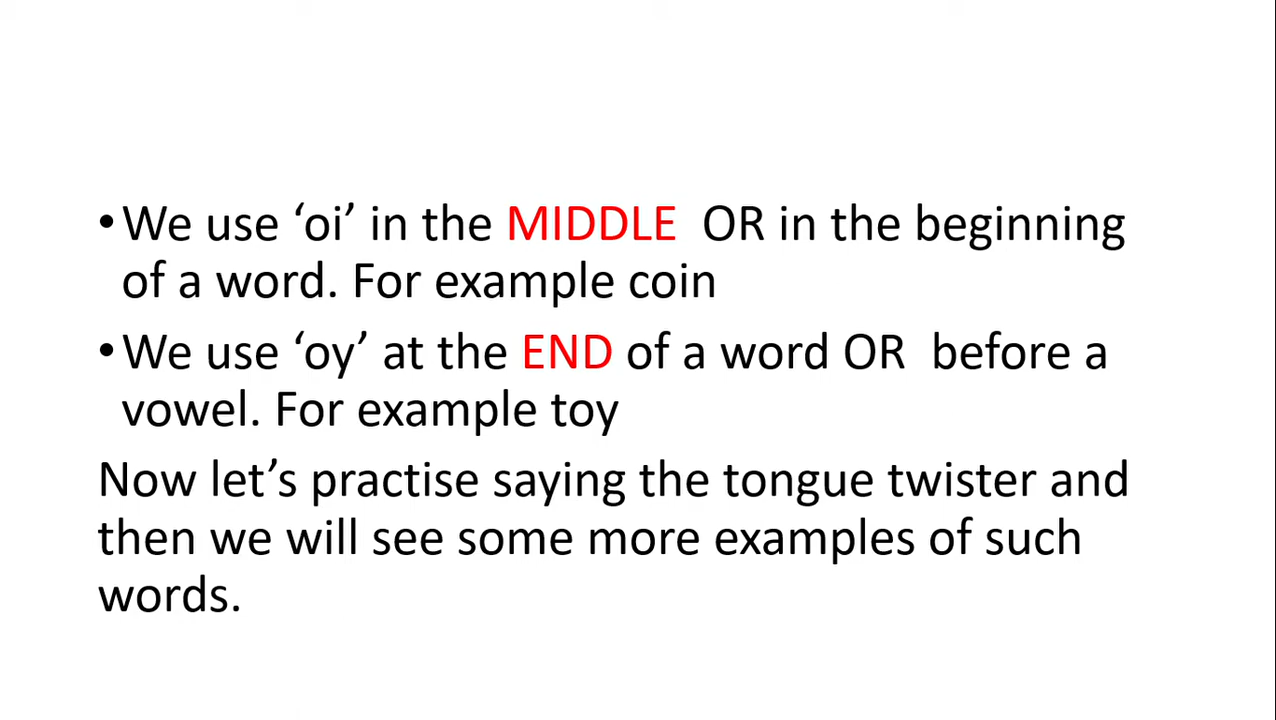 •We use ‘oi’ in the MIDDLE  OR in the beginning
of a word. For example coin
•We use ‘oy’ at the END of a word OR  before a
vowel. For example toy
Now let’s practise saying the tongue twister and
then we will see some more examples of such
words.